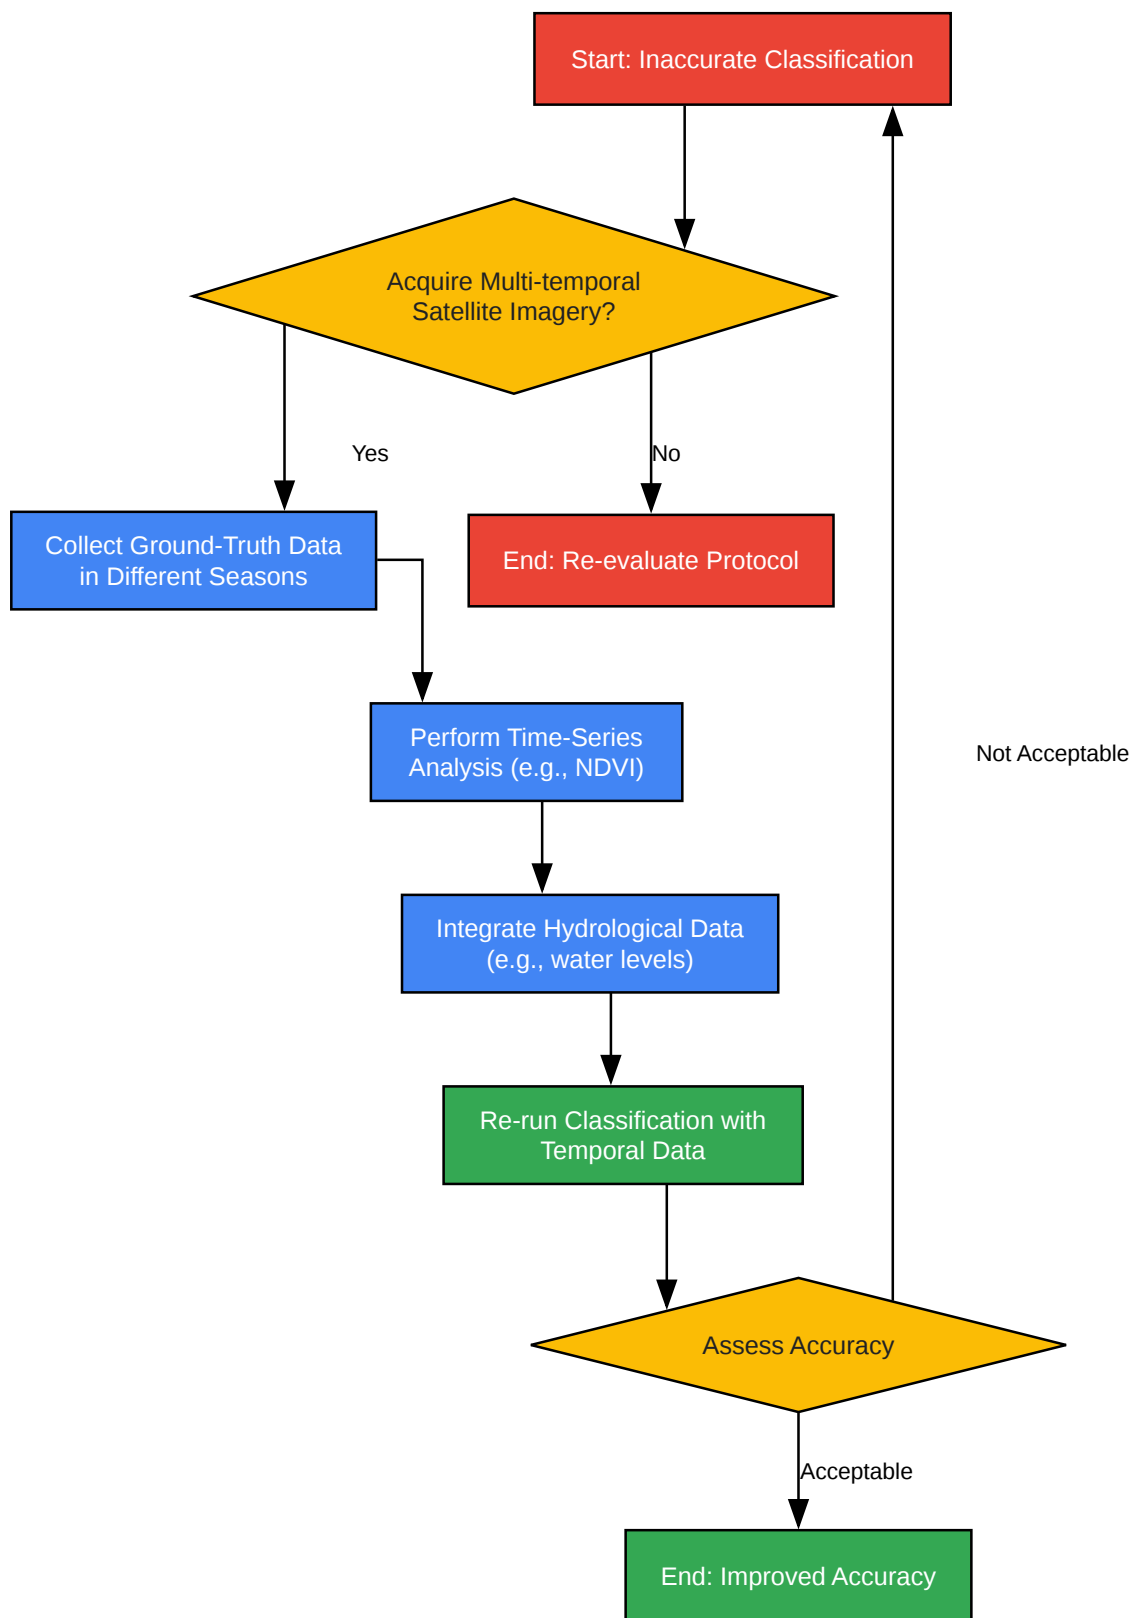 Start: Inaccurate Classification
Acquire Multi-temporal
Satellite Imagery?
Yes
No
Collect Ground-Truth Data
in Different Seasons
End: Re-evaluate Protocol
Perform Time-Series
Analysis (e.g., NDVI)
Not Acceptable
Integrate Hydrological Data
(e.g., water levels)
Re-run Classification with
Temporal Data
Assess Accuracy
Acceptable
End: Improved Accuracy